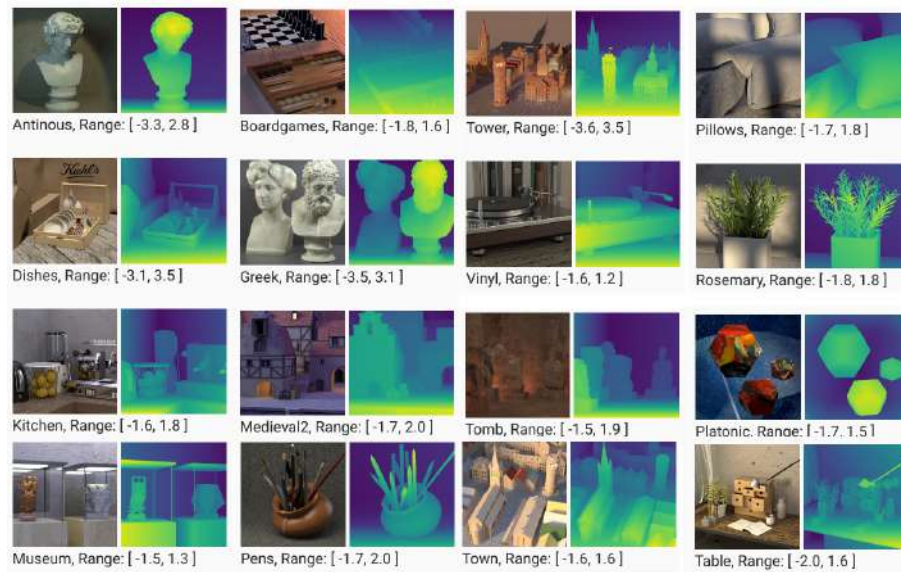 Antinous, Range: [ -3.3, 2.8 ]
Boardgames, Range: [ -1.8, 1.6 ]
Tower, Range: [ -3.6, 3.5 ]
Pillows, Range: [ -1.7, 1.8 ]
Kiehl's
Dishes, Range: [ -3.1, 3.5 ]
Greek, Range: [ -3.5, 3.1 ]
Vinyl, Range: [ -1.6, 1.2 ]
Rosemary, Range: [ -1.8, 1.8 ]
Kitchen, Range: [ -1.6, 1.8 ]
Medieval2, Range: [ -1.7, 2.0 ]
Tomb, Range: [ -1.5, 1.9 ]
Platonic, Range: [ -1.7, 1.5 ]
Museum, Range: [ -1.5, 1.3 ]
Pens, Range: [ -1.7, 2.0 ]
Town, Range: [ -1.6, 1.6 ]
Table, Range: [ -2.0, 1.6 ]